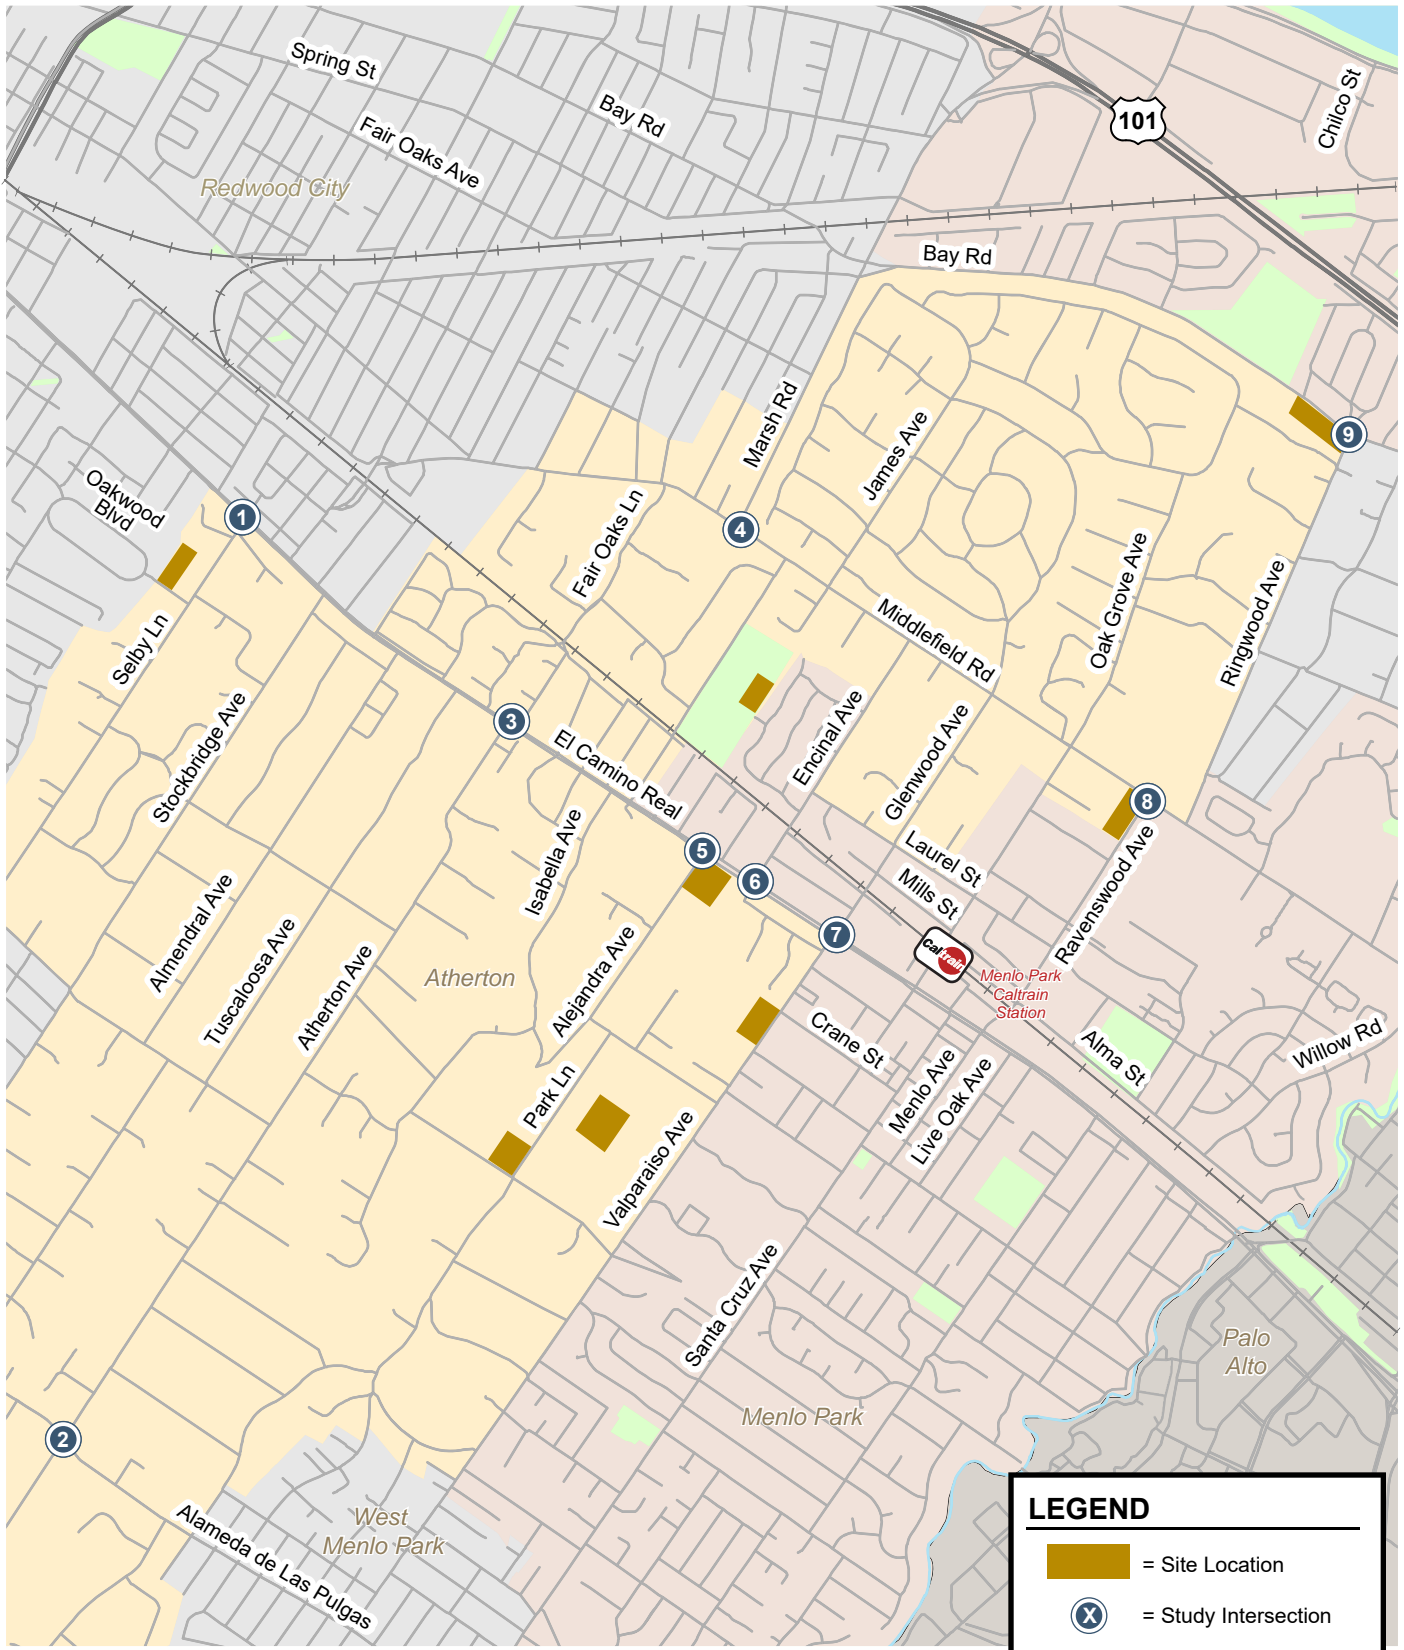 Spring St
Bay Rd
Chilco St
101
Fair Oaks Ave
Redwood City
Bay Rd
Marsh Rd
James Ave
9
Oakwood
Blvd
1
Fair Oaks Ln
4
Oak Grove Ave
Ringwood Ave
Selby Ln
Middlefield Rd
Stockbridge Ave
3
El Camino Real
Encinal Ave
Glenwood Ave
8
Isabella Ave
5
6
Laurel St
Mills St
Ravenswood Ave
Almendral Ave
Tuscaloosa Ave
Atherton Ave
Atherton
Alejandra Ave
7
Caltrain
Menlo Park
Caltrain
Station
Crane St
Alma St
Willow Rd
Park Ln
Menlo Ave
Live Oak Ave
Valparaiso Ave
Santa Cruz Ave
Palo
Alto
Menlo Park
2
West
Menlo Park
Alameda de Las Pulgas
LEGEND
= Site Location
X = Study Intersection